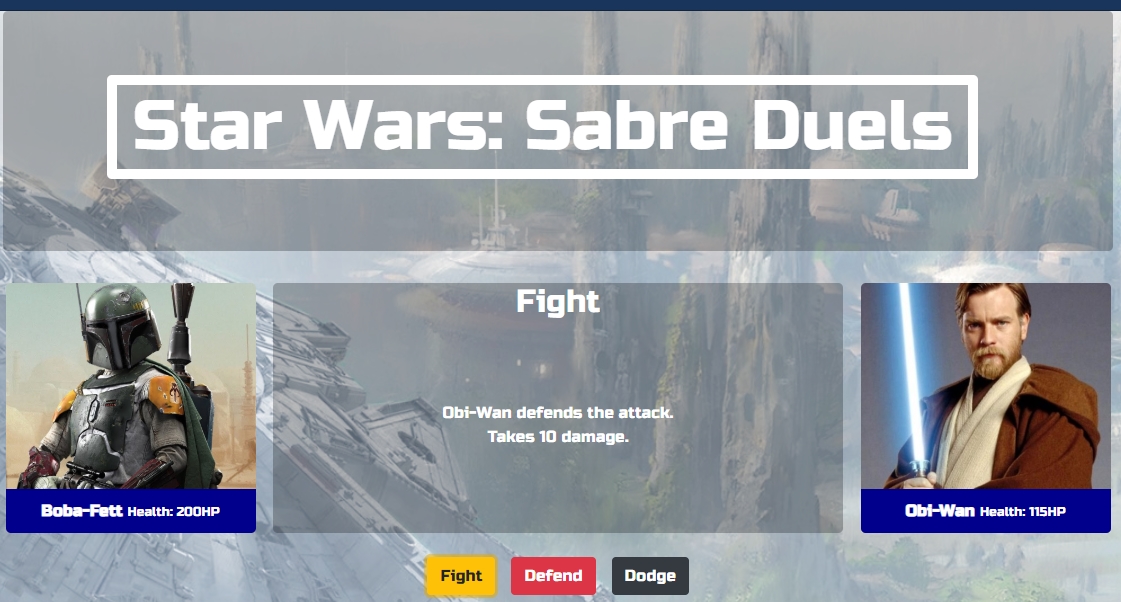 Star Wars: Sabre Duels
Fight
Obi-Wan defends the attack.
Takes 10 damage.
Boba-Fett Health: 200HP
Obi-Wan Health: 115HP
Fight Defend Dodge